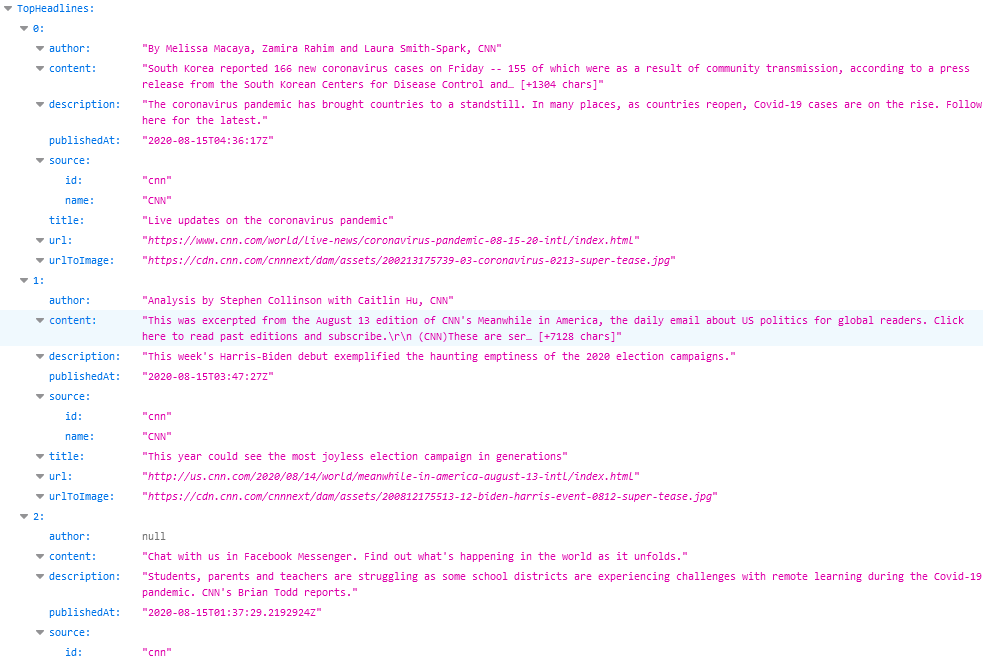 TopHeadlines:
0:
author: "By Melissa Macaya, Zamira Rahim and Laura Smith-Spark, CNN"
content: "South Korea reported 166 new coronavirus cases on Friday -- 155 of which were as a result of community transmission, according to a press
release from the South Korean Centers for Disease Control and… [+1304 chars]"
description: "The coronavirus pandemic has brought countries to a standstill. In many places, as countries reopen, Covid-19 cases are on the rise. Follow
here for the latest."
publishedAt: "2020-08-15T04:36:17Z"
source:
id: "cnn"
name: "CNN"
title: "Live updates on the coronavirus pandemic"
url: "https://www.cnn.com/world/live-news/coronavirus-pandemic-08-15-20-intl/index.html"
urlToImage: "https://cdn.cnn.com/cnnnext/dam/assets/200213175739-03-coronavirus-0213-super-tease.jpg"
1:
author: "Analysis by Stephen Collinson with Caitlin Hu, CNN"
content: "This was excerpted from the August 13 edition of CNN's Meanwhile in America, the daily email about US politics for global readers. Click
here to read past editions and subscribe.\r\n (CNN)These are ser… [+7128 chars]"
description: "This week's Harris-Biden debut exemplified the haunting emptiness of the 2020 election campaigns."
publishedAt: "2020-08-15T03:47:27Z"
source:
id: "cnn"
name: "CNN"
title: "This year could see the most joyless election campaign in generations"
url: "http://us.cnn.com/2020/08/14/world/meanwhile-in-america-august-13-intl/index.html"
urlToImage: "https://cdn.cnn.com/cnnnext/dam/assets/200812175513-12-biden-harris-event-0812-super-tease.jpg"
2:
author: null
content: "Chat with us in Facebook Messenger. Find out what's happening in the world as it unfolds."
description: "Students, parents and teachers are struggling as some school districts are experiencing challenges with remote learning during the Covid-19
pandemic. CNN's Brian Todd reports."
publishedAt: "2020-08-15T01:37:29.2192924Z"
source:
id: "cnn"